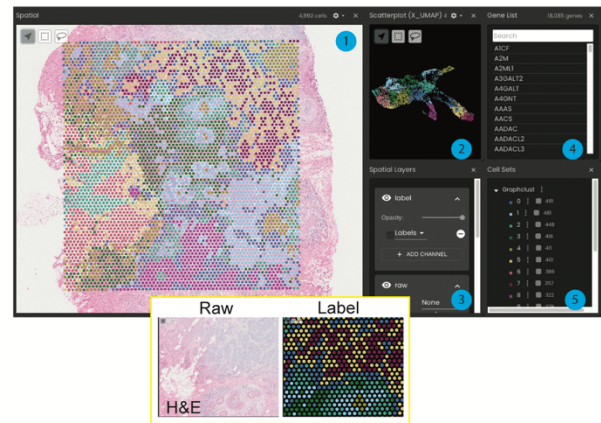 Spatial 4,992 cells
1
Scatterplot (X_UMAP) 4
2
Gene List 18,085 genes
Search
A1CF
A2M
A2ML1
A3GALT2
A4GALT
A4GNT
AAAS
AACS
AADAC
AADACL2
AADACL3
4
Spatial Layers
label
Opacity:
Labels
+ ADD CHANNEL
raw
None
3
Cell Sets
Graphclust
0
1
2
3
4
5
6
7
8
5
Raw Label
H&E